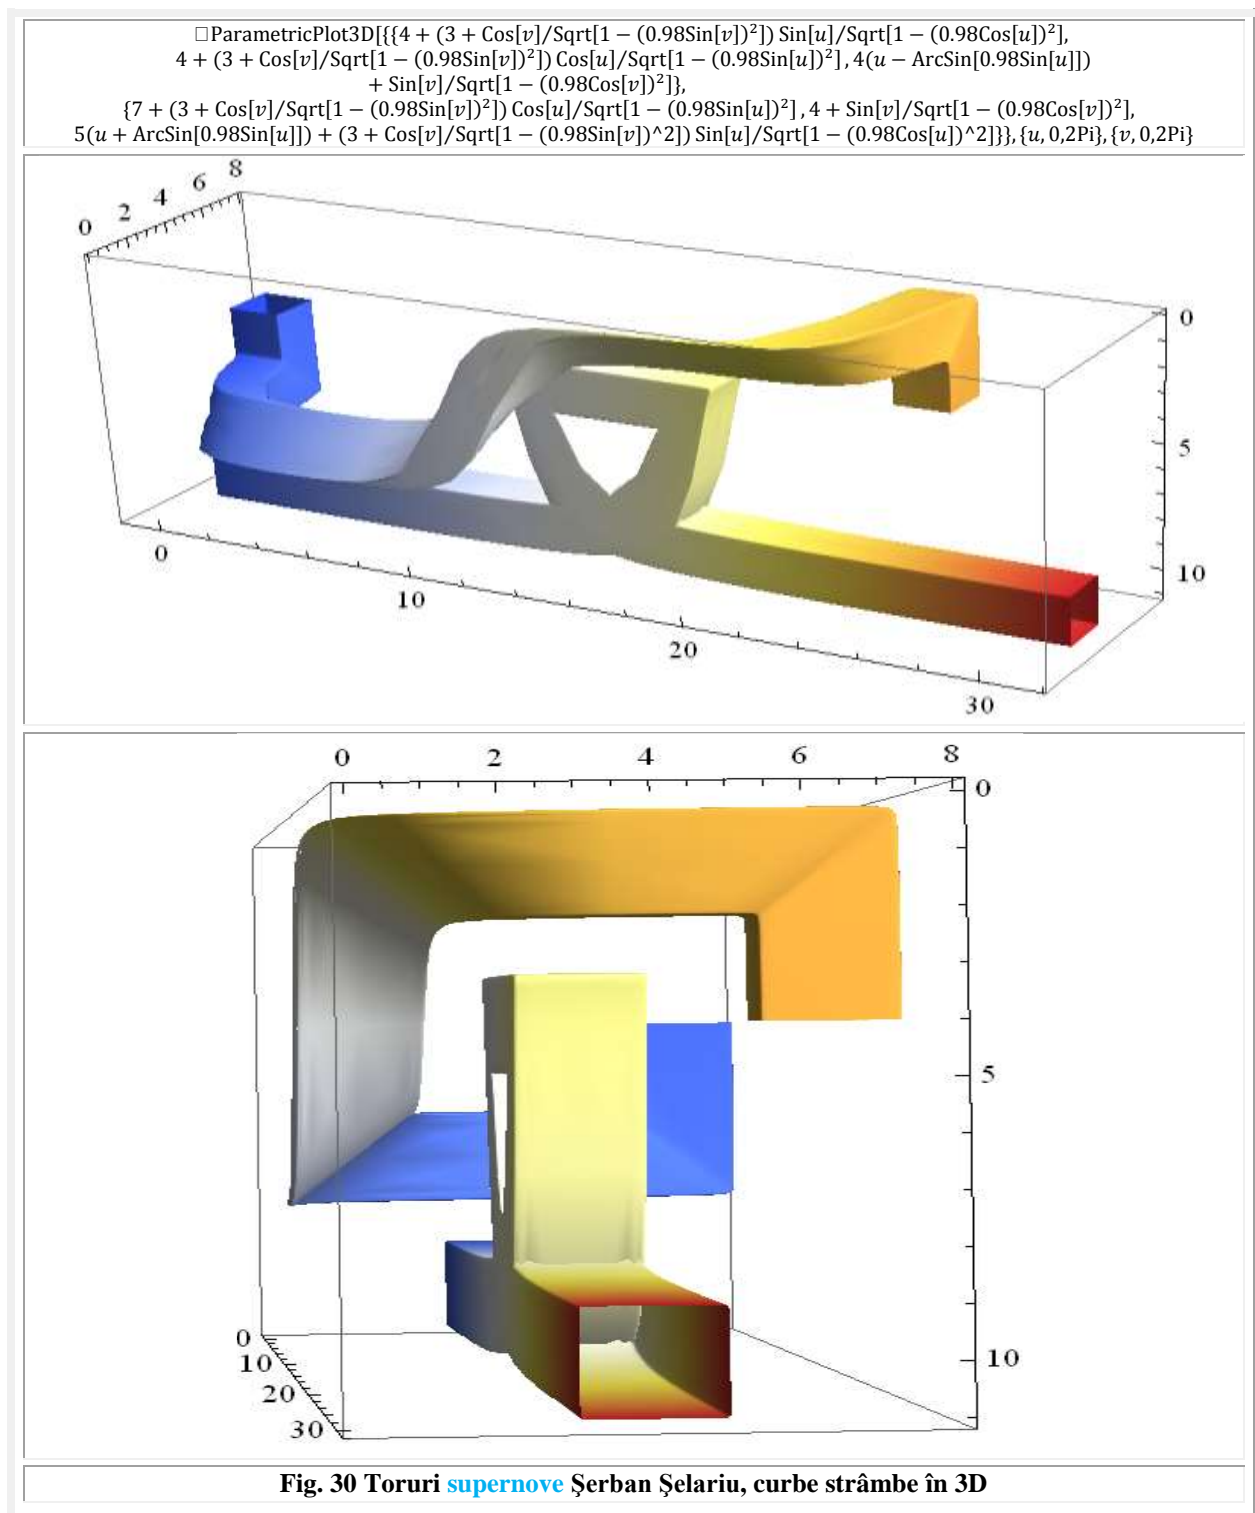 □ParametricPlot3D[{{4 + (3 + Cos[v]/Sqrt[1 − (0.98Sin[v])²]) Sin[u]/Sqrt[1 − (0.98Cos[u])²],
4 + (3 + Cos[v]/Sqrt[1 − (0.98Sin[v])²]) Cos[u]/Sqrt[1 − (0.98Sin[u])²], 4(u − ArcSin[0.98Sin[u]])
+ Sin[v]/Sqrt[1 − (0.98Cos[v])²]},
{7 + (3 + Cos[v]/Sqrt[1 − (0.98Sin[v])²]) Cos[u]/Sqrt[1 − (0.98Sin[u])²], 4 + Sin[v]/Sqrt[1 − (0.98Cos[v])²],
5(u + ArcSin[0.98Sin[u]]) + (3 + Cos[v]/Sqrt[1 − (0.98Sin[v])^2]) Sin[u]/Sqrt[1 − (0.98Cos[u])^2]}}, {u, 0,2Pi}, {v, 0,2Pi}
0 2 4 6 8
0
5
10
0
10
20
30
0 2 4 6 8
0
5
10
0
10
20
30
Fig. 30 Toruri supernove Şerban Şelariu, curbe strâmbe în 3D